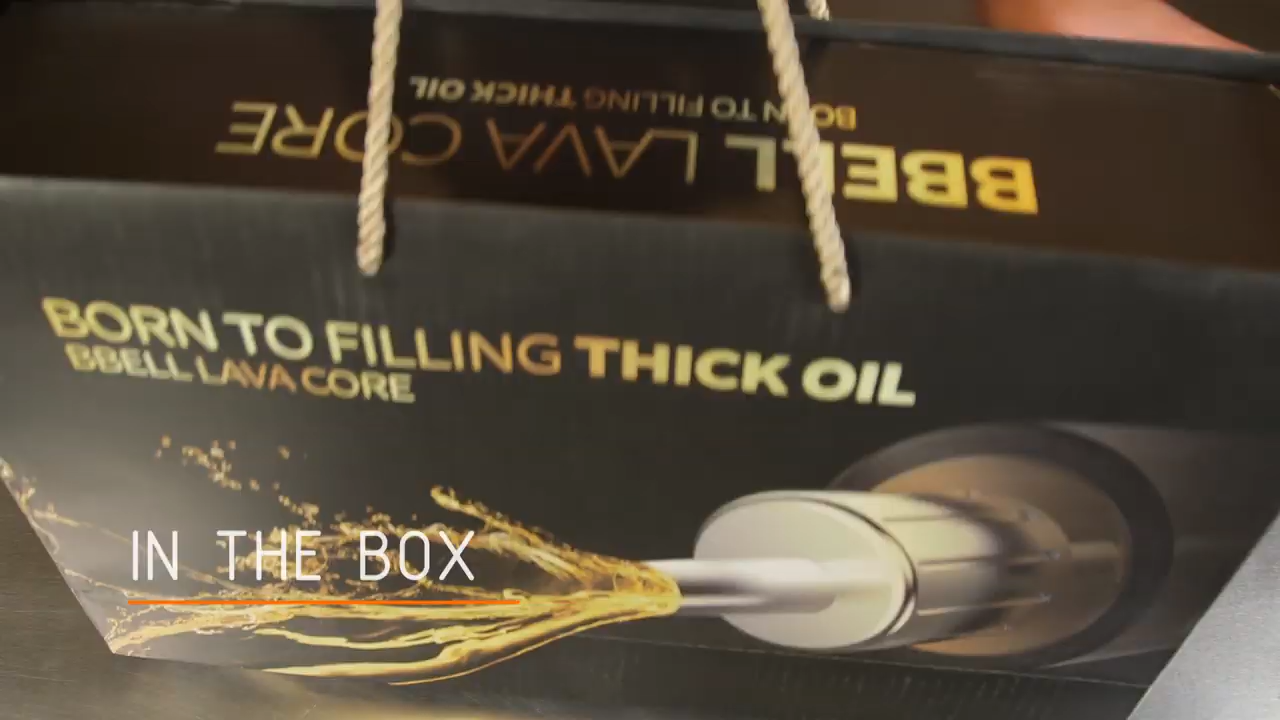 BORN TO FILLING THICK OIL
BBELL LAVA CORE
BORN TO FILLING THICK OIL
BBELL LAVA CORE
IN THE BOX